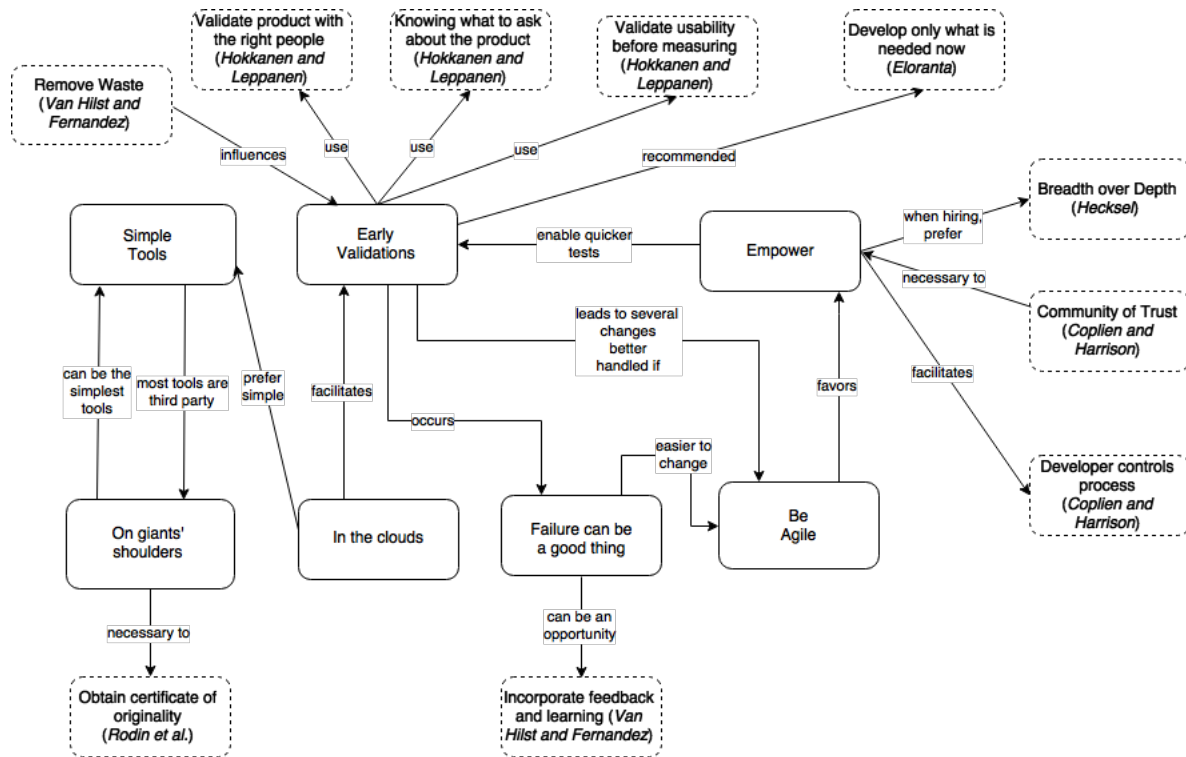 Validate product with
the right people
(Hokkanen and
Leppanen)
Knowing what to ask
about the product
(Hokkanen and
Leppanen)
Validate usability
before measuring
(Hokkanen and
Leppanen)
Develop only what is
needed now
(Eloranta)
Remove Waste
(Van Hilst and
Fernandez)
influences
use
use
use
recommended
Simple
Tools
Early
Validations
enable quicker
tests
Empower
when hiring,
prefer
Breadth over Depth
(Hecksel)
necessary to
Community of Trust
(Coplien and
Harrison)
leads to several
changes
better
handled if
can be the
simplest
tools
most tools are
third party
prefer
simple
facilitates
favors
facilitates
occurs
easier to
change
Developer controls
process
(Coplien and
Harrison)
On giants'
shoulders
In the clouds
Failure can be
a good thing
Be
Agile
necessary to
can be an
opportunity
Obtain certificate of
originality
(Rodin et al.)
Incorporate feedback
and learning (Van
Hilst and Fernandez)